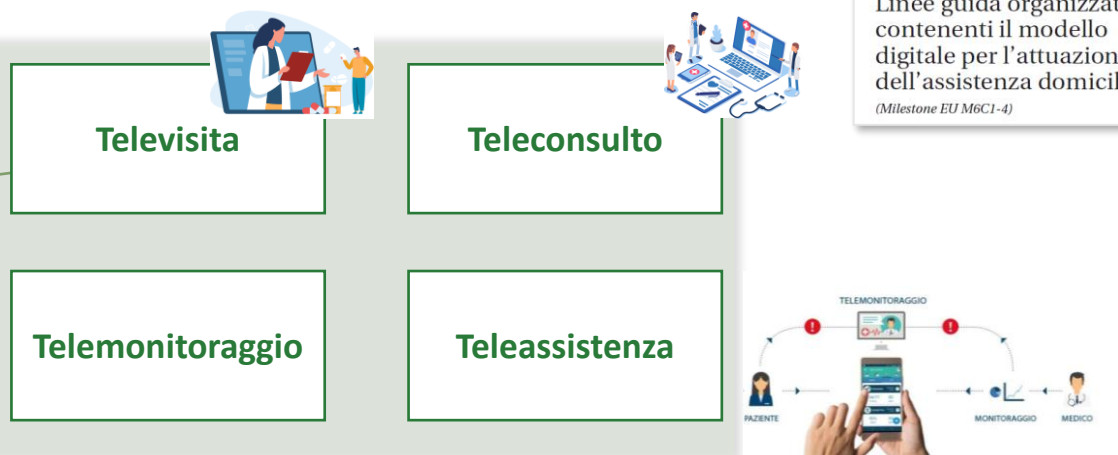 Linee guida organizzat
contenenti il modello
digitale per l'attuazion
dell'assistenza domicil
(Milestone EU M6C1-4)
Televisita
Teleconsulto
Telemonitoraggio
Teleassistenza
TELEMONITORAGGIO
PAZIENTE
MONITORAGGIO
MEDICO